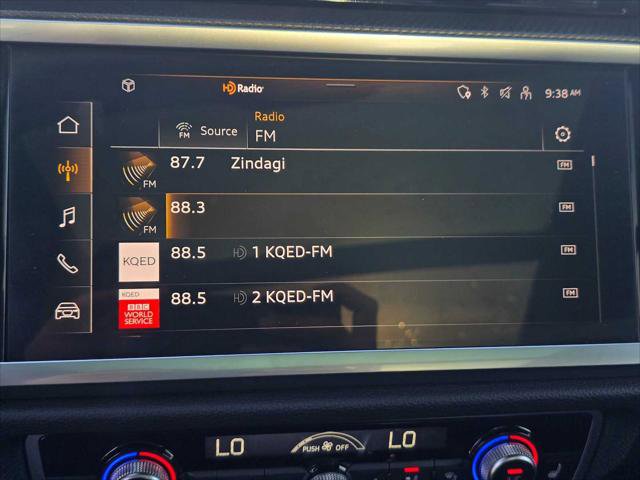 HD Radio
9:38 AM
Radio
FM Source
FM
87.7 Zindagi FM
FM
88.3 FM
FM
KQED 88.5 HD 1 KQED-FM FM
KQED
88.5 HD 2 KQED-FM FM
BBC
WORLD
SERVICE
LO PUSH OFF LO